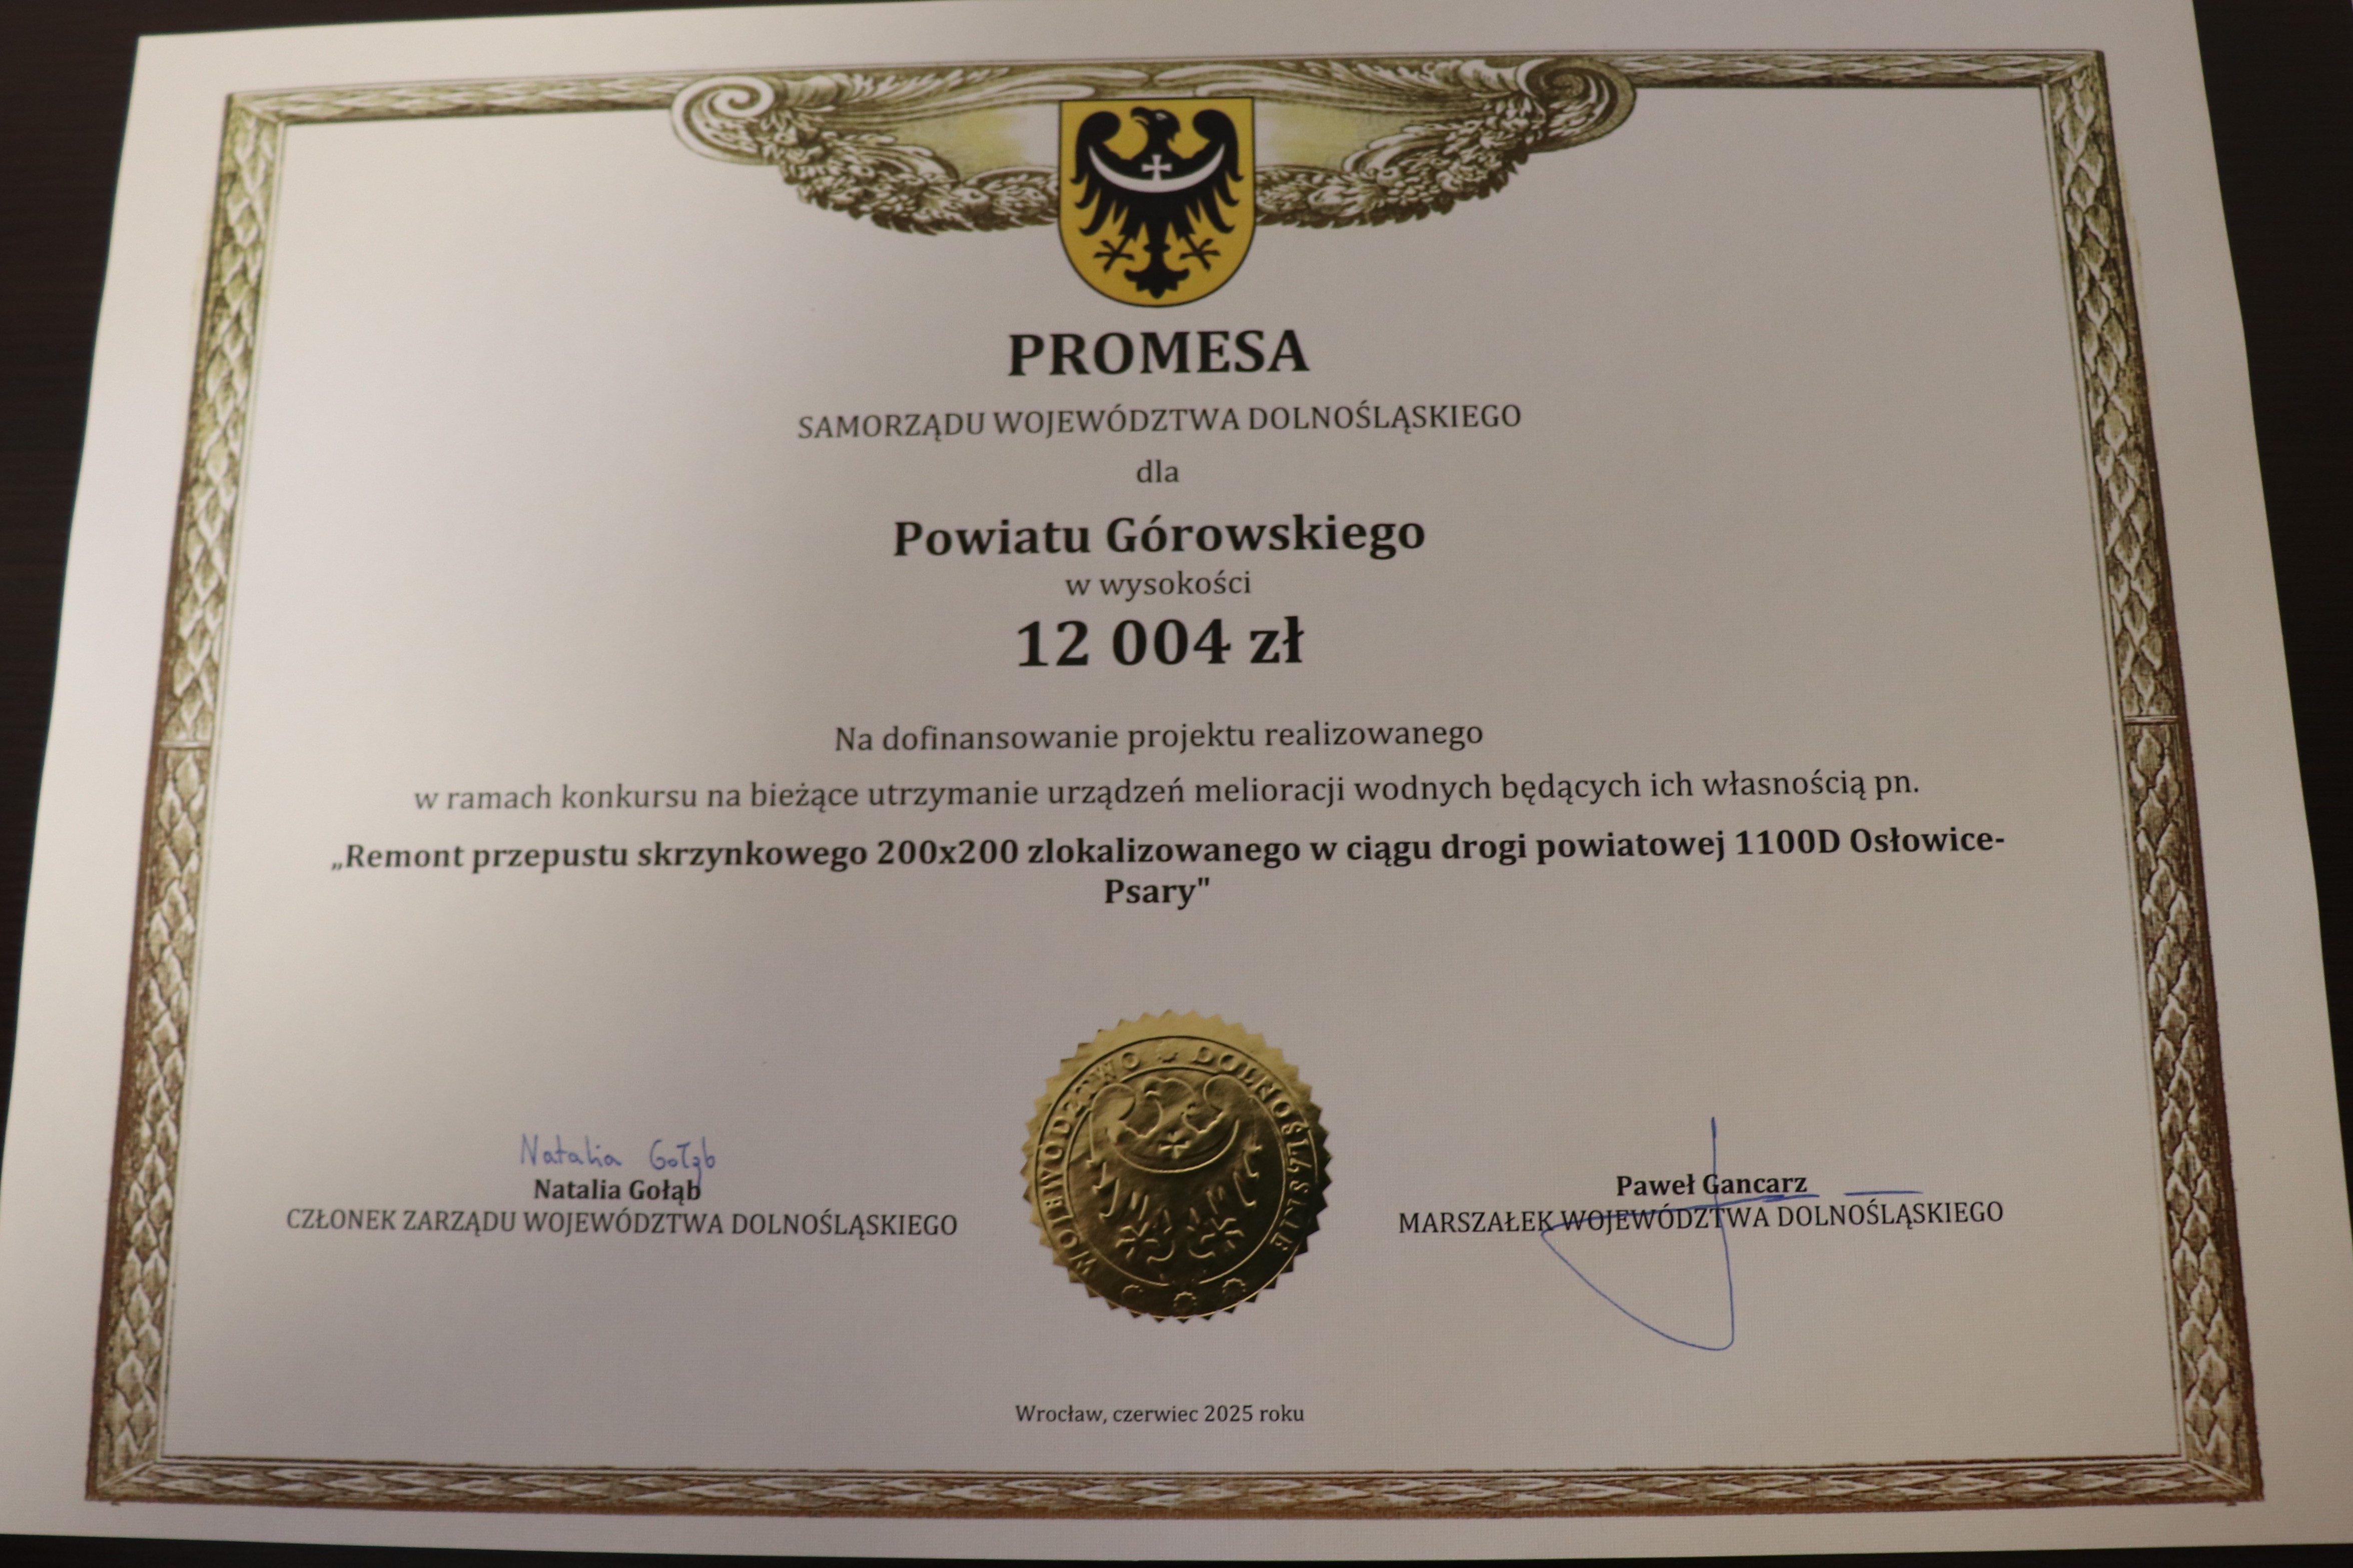 PROMESA
SAMORZĄDU WOJEWÓDZTWA DOLNOŚLĄSKIEGO
dla
Powiatu Górowskiego
w wysokości
12 004 zł
Na dofinansowanie projektu realizowanego
w ramach konkursu na bieżące utrzymanie urządzeń melioracji wodnych będących ich własnością pn.
„Remont przepustu skrzynkowego 200x200 zlokalizowanego w ciągu drogi powiatowej 1100D Osłowice-
Psary"
Natalia Gołąb
Natalia Gołąb
CZŁONEK ZARZĄDU WOJEWÓDZTWA DOLNOŚLĄSKIEGO
WOJEWÓDZTWO DOLNOŚLĄSKIE
Paweł Gancarz
MARSZAŁEK WOJEWÓDZTWA DOLNOŚLĄSKIEGO
Wrocław, czerwiec 2025 roku